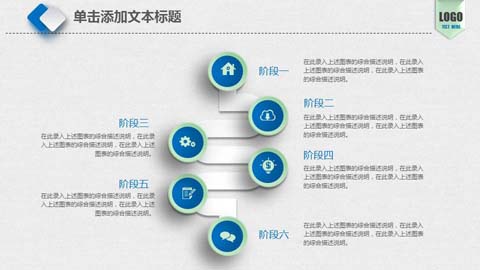 单击添加文本标题
LOGO
阶段一
在此录入上述图表的综合描述说明，在此录
入上述图表的综合描述说明，在此录入上述图表
的综合描述说明。
阶段二
在此录入上述图表的综合描述说明，在此录
入上述图表的综合描述说明，在此录入上述图表
的综合描述说明。
阶段三
在此录入上述图表的综合描述说明，在此录
入上述图表的综合描述说明，在此录入上述
图表的综合描述说明。
阶段四
在此录入上述图表的综合描述说明，在此录
入上述图表的综合描述说明，在此录入上述图表
的综合描述说明。
阶段五
在此录入上述图表的综合描述说明，在此录
入上述图表的综合描述说明，在此录入上述
图表的综合描述说明。
阶段六
在此录入上述图表的综合描述说明，在此录
入上述图表的综合描述说明，在此录入上述图表
的综合描述说明。